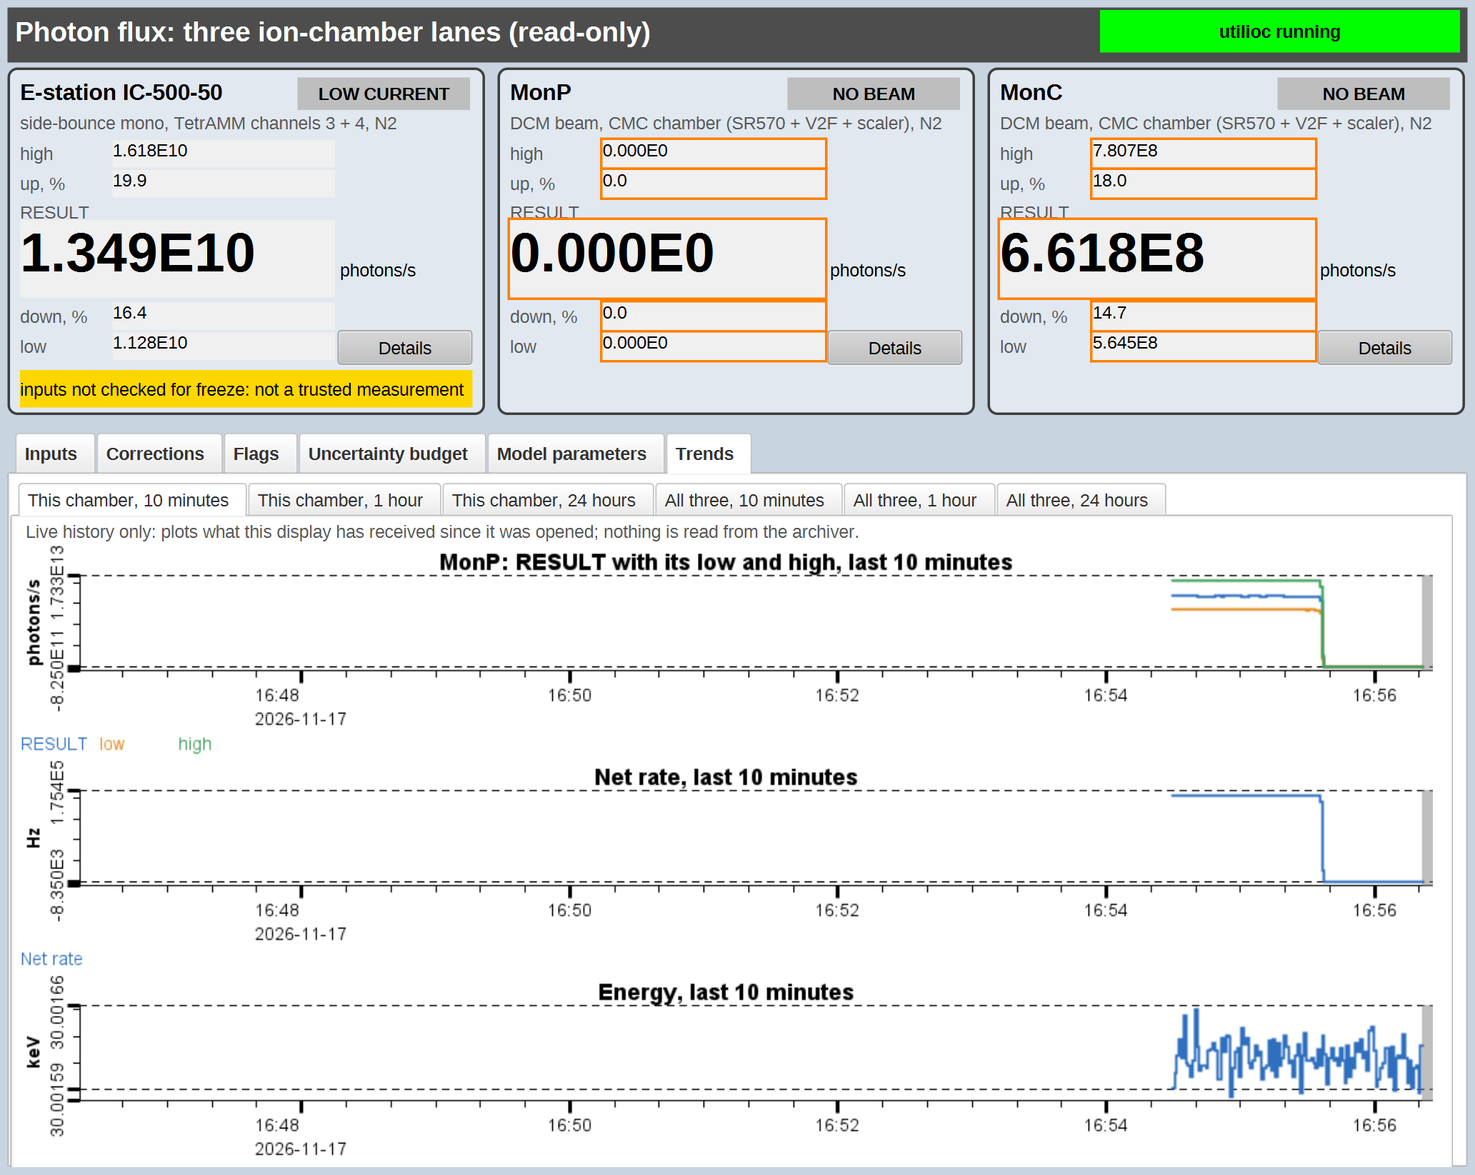 Photon flux: three ion-chamber lanes (read-only)
utilioc running
E-station IC-500-50
LOW CURRENT
side-bounce mono, TetrAMM channels 3 + 4, N2
high
1.618E10
up, %
19.9
RESULT
1.349E10
photons/s
down, %
16.4
low
1.128E10
Details
inputs not checked for freeze: not a trusted measurement
MonP
NO BEAM
DCM beam, CMC chamber (SR570 + V2F + scaler), N2
high
0.000E0
up, %
0.0
RESULT
0.000E0
photons/s
down, %
0.0
low
0.000E0
Details
MonC
NO BEAM
DCM beam, CMC chamber (SR570 + V2F + scaler), N2
high
7.807E8
up, %
18.0
RESULT
6.618E8
photons/s
down, %
14.7
low
5.645E8
Details
Inputs
Corrections
Flags
Uncertainty budget
Model parameters
Trends
This chamber, 10 minutes
This chamber, 1 hour
This chamber, 24 hours
All three, 10 minutes
All three, 1 hour
All three, 24 hours
Live history only: plots what this display has received since it was opened; nothing is read from the archiver.
MonP: RESULT with its low and high, last 10 minutes
photons/s
1.733E13
-8.250E11
16:48
16:50
16:52
16:54
16:56
2026-11-17
RESULT
low
high
Net rate, last 10 minutes
Hz
1.754E5
-8.350E3
16:48
16:50
16:52
16:54
16:56
2026-11-17
Net rate
Energy, last 10 minutes
keV
30.00166
30.00159
16:48
16:50
16:52
16:54
16:56
2026-11-17